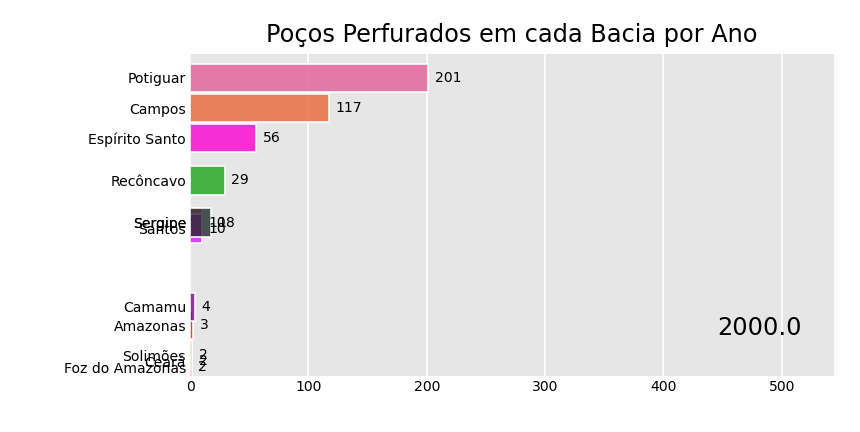 Poços Perfurados em cada Bacia por Ano
Potiguar 201
Campos 117
Espírito Santo 56
Recôncavo 29
Sergipe 18
Santos 10
Camamu 4
Amazonas 3
2000.0
Solimões 2
Ceará 2
Foz do Amazonas 2
0 100 200 300 400 500